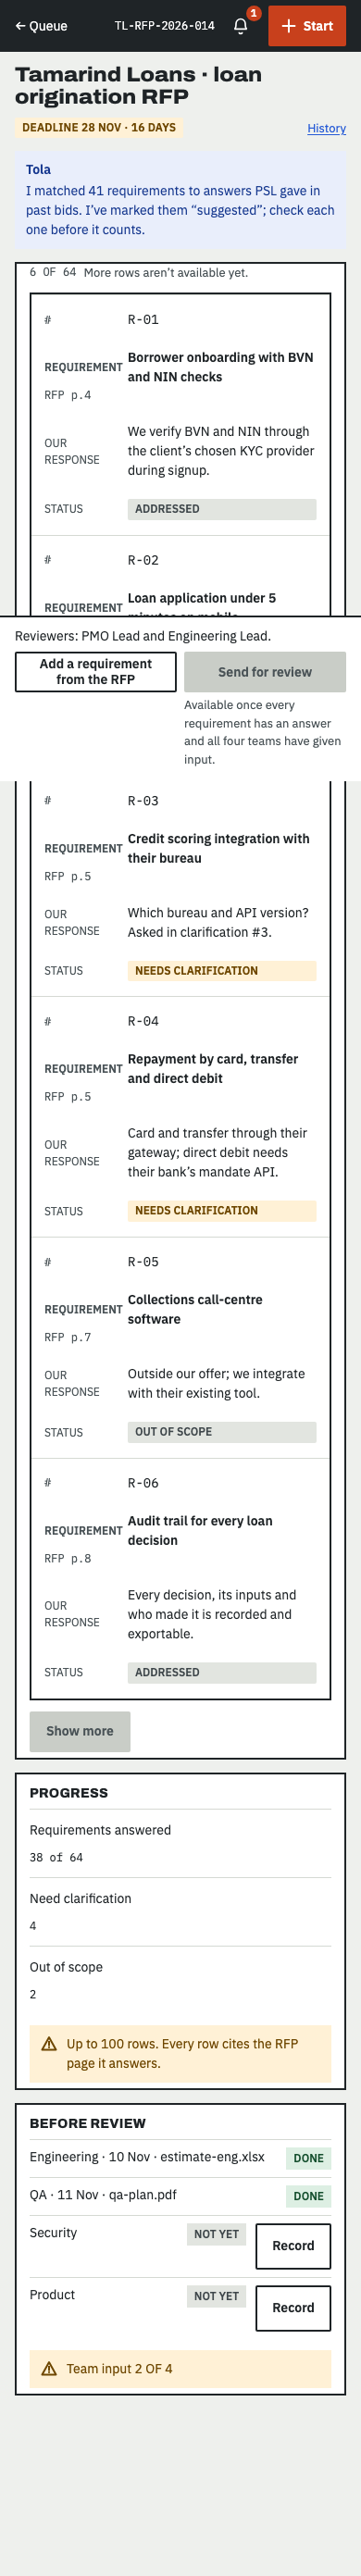 ← Queue
TL-RFP-2026-014
1
Start
Tamarind Loans · loan
origination RFP
DEADLINE 28 NOV · 16 DAYS
History
Tola
I matched 41 requirements to answers PSL gave in
past bids. I’ve marked them “suggested”; check each
one before it counts.
6 OF 64 More rows aren’t available yet.
# R-01
REQUIREMENT
RFP p.4
Borrower onboarding with BVN
and NIN checks
OUR
RESPONSE
We verify BVN and NIN through
the client’s chosen KYC provider
during signup.
STATUS ADDRESSED
# R-02
REQUIREMENT
Loan application under 5
minutes on mobile
Reviewers: PMO Lead and Engineering Lead.
Add a requirement
from the RFP
Send for review
Available once every
requirement has an answer
and all four teams have given
input.
# R-03
REQUIREMENT
RFP p.5
Credit scoring integration with
their bureau
OUR
RESPONSE
Which bureau and API version?
Asked in clarification #3.
STATUS NEEDS CLARIFICATION
# R-04
REQUIREMENT
RFP p.5
Repayment by card, transfer
and direct debit
OUR
RESPONSE
Card and transfer through their
gateway; direct debit needs
their bank’s mandate API.
STATUS NEEDS CLARIFICATION
# R-05
REQUIREMENT
RFP p.7
Collections call-centre
software
OUR
RESPONSE
Outside our offer; we integrate
with their existing tool.
STATUS OUT OF SCOPE
# R-06
REQUIREMENT
RFP p.8
Audit trail for every loan
decision
OUR
RESPONSE
Every decision, its inputs and
who made it is recorded and
exportable.
STATUS ADDRESSED
Show more
PROGRESS
Requirements answered
38 of 64
Need clarification
4
Out of scope
2
Up to 100 rows. Every row cites the RFP
page it answers.
BEFORE REVIEW
Engineering · 10 Nov · estimate-eng.xlsx DONE
QA · 11 Nov · qa-plan.pdf DONE
Security NOT YET Record
Product NOT YET Record
Team input 2 OF 4